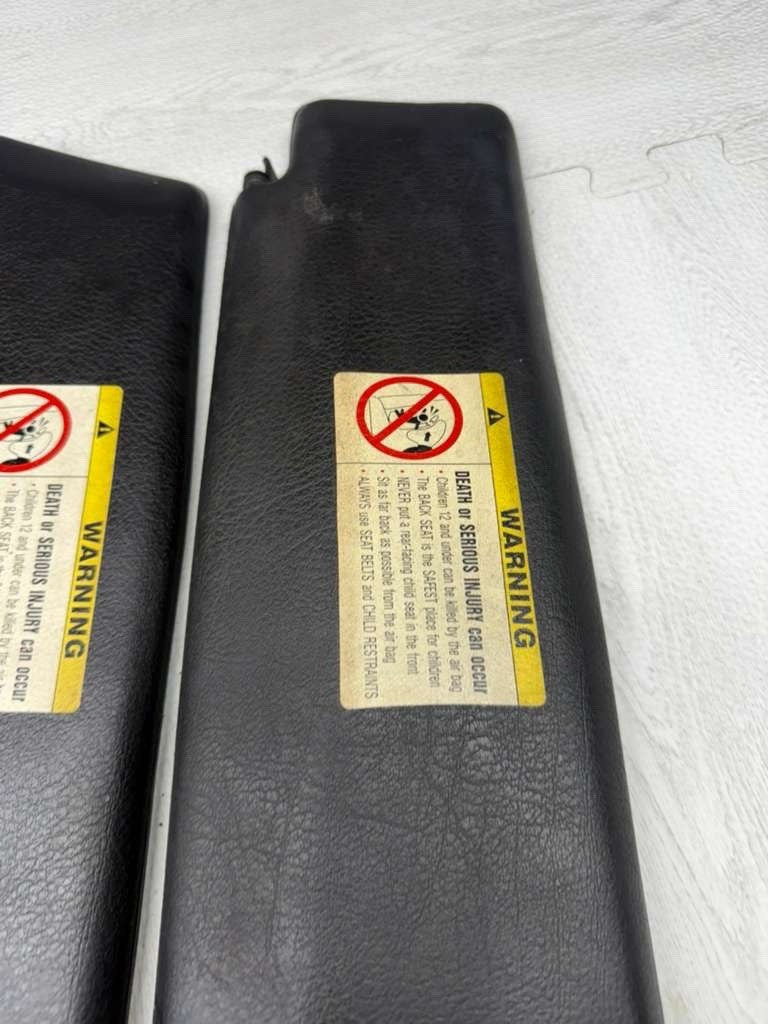 WARNING
DEATH or SERIOUS INJURY can occur
• Children 12 and under can be killed by the air b
• The BACK SEAT
WARNING
DEATH or SERIOUS INJURY can occur
• Children 12 and under can be killed by the air bag
• The BACK SEAT is the SAFEST place for children
• NEVER put a rear-facing child seat in the front
• Sit as far back as possible from the air bag
• ALWAYS use SEAT BELTS and CHILD RESTRAINTS